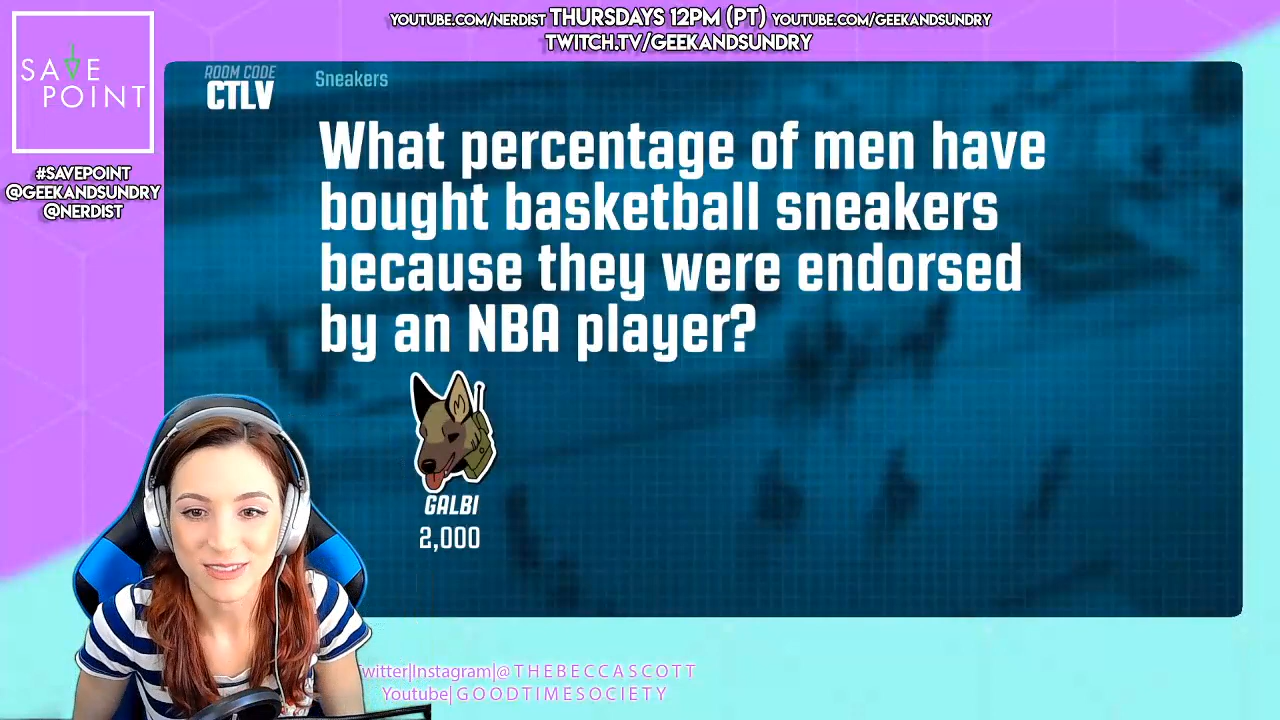 YOUTUBE.COM/NERDIST THURSDAYS 12PM (PT) YOUTUBE.COM/GEEKANDSUNDRY
TWITCH.TV/GEEKANDSUNDRY
SAVE
POINT
#SAVEPOINT
@GEEKANDSUNDRY
@NERDIST
ROOM CODE
CTLV
Sneakers
What percentage of men have
bought basketball sneakers
because they were endorsed
by an NBA player?
GALBI
2,000
witter|Instagram|@THEBECCASCOTT
Youtube|GOODTIMESOCIETY